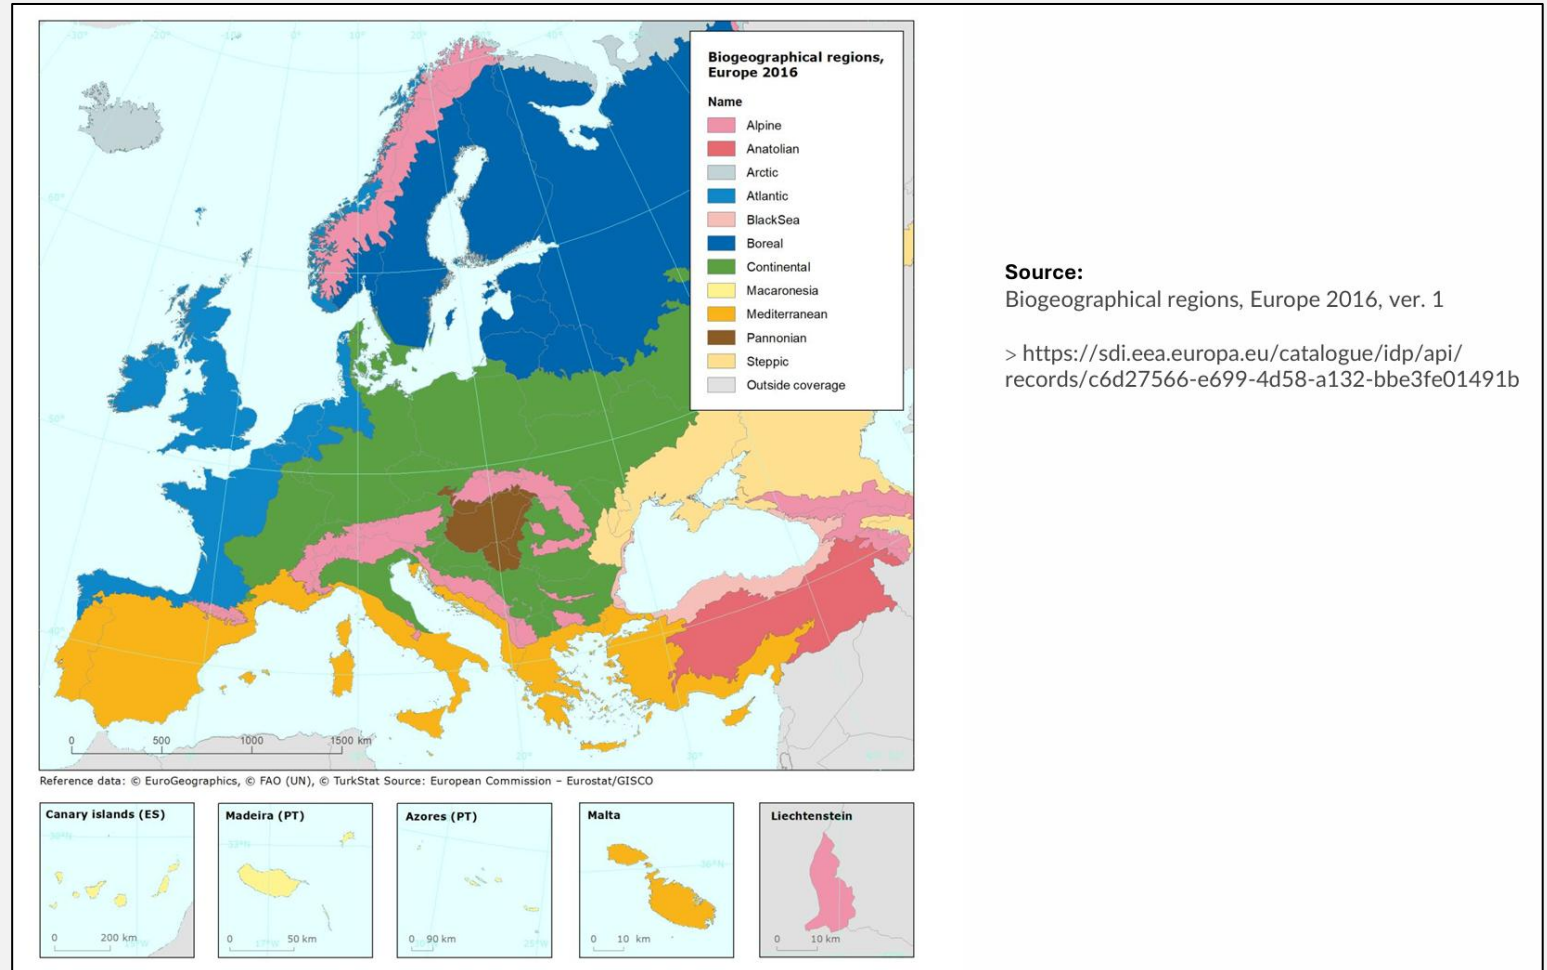 Biogeographical regions,
Europe 2016
Name
Alpine
Anatolian
Arctic
Atlantic
BlackSea
Boreal
Continental
Macaronesia
Mediterranean
Pannonian
Steppic
Outside coverage
0 500 1000 1500 km
Reference data: © EuroGeographics, © FAO (UN), © TurkStat Source: European Commission – Eurostat/GISCO
Canary islands (ES)
0 200 km
Madeira (PT)
0 50 km
Azores (PT)
0 90 km
Malta
0 10 km
Liechtenstein
0 10 km
Source:
Biogeographical regions, Europe 2016, ver. 1
> https://sdi.eea.europa.eu/catalogue/idp/api/
records/c6d27566-e699-4d58-a132-bbe3fe01491b